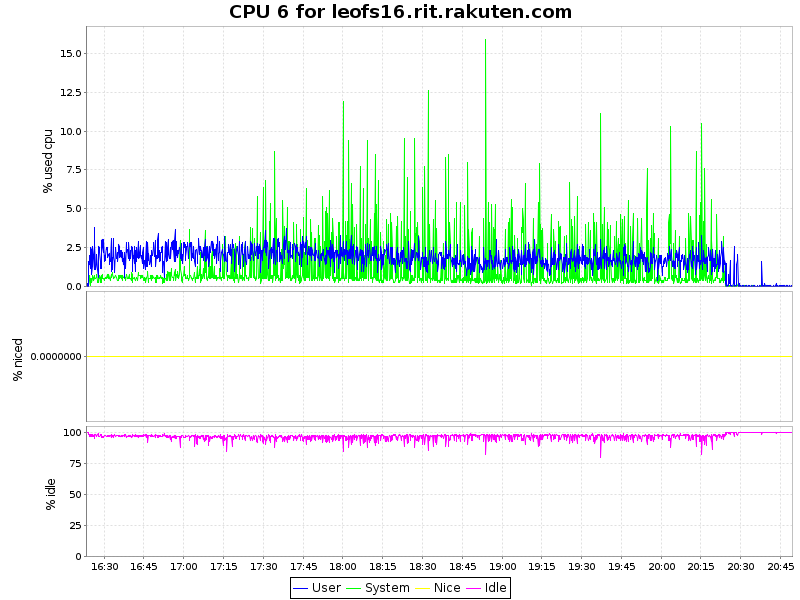 CPU 6 for leofs16.rit.rakuten.com
% used cpu
15.0
12.5
10.0
7.5
5.0
2.5
0.0
% niced
0.0000000
% idle
100
75
50
25
0
16:30 16:45 17:00 17:15 17:30 17:45 18:00 18:15 18:30 18:45 19:00 19:15 19:30 19:45 20:00 20:15 20:30 20:45
User System Nice Idle